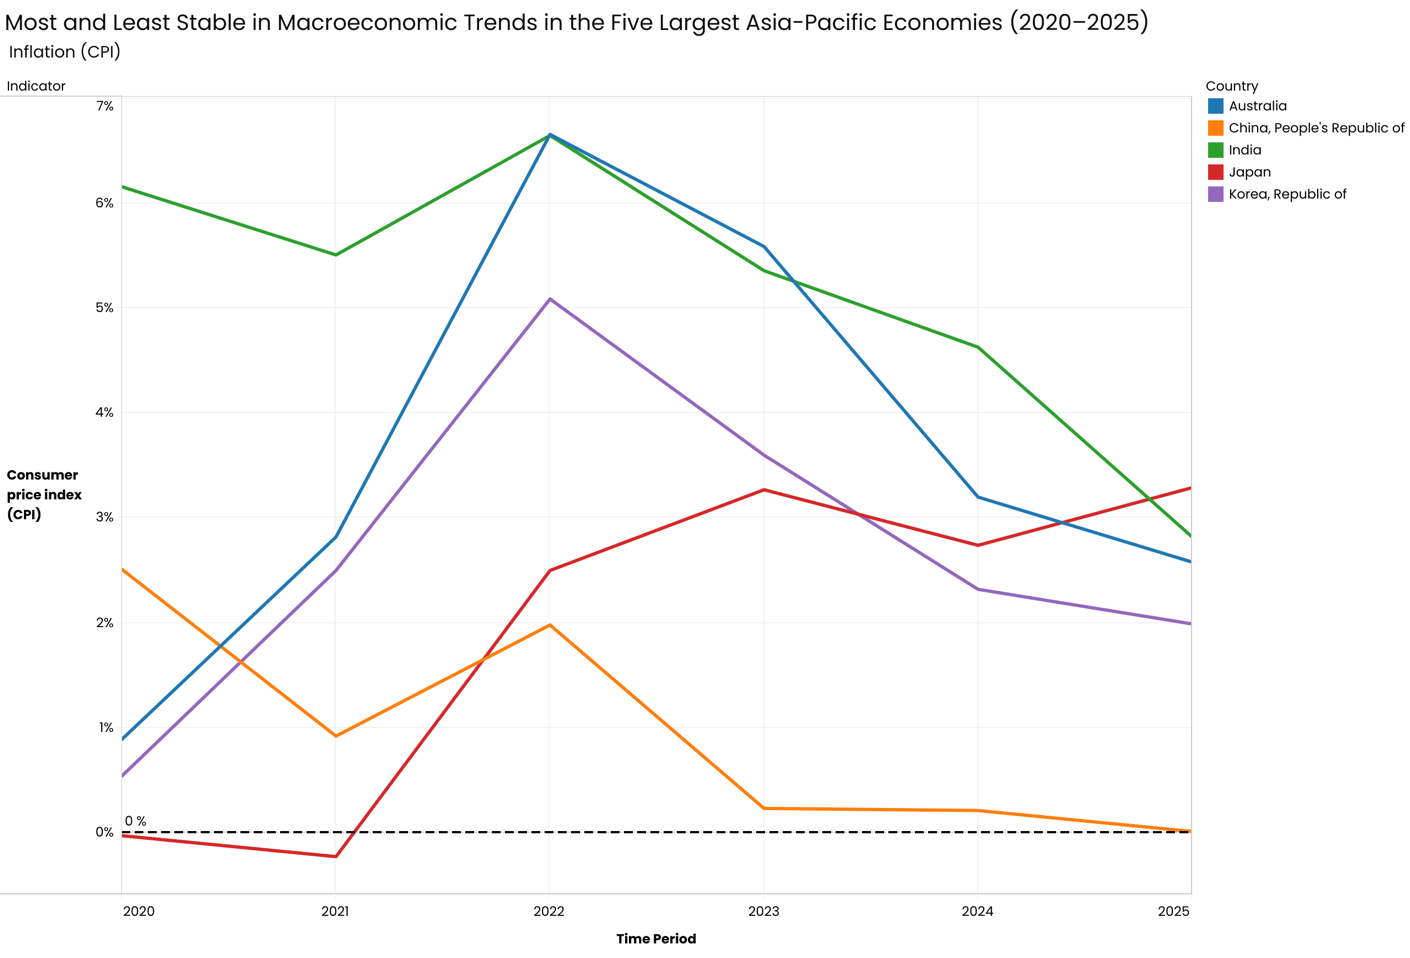 Most and Least Stable in Macroeconomic Trends in the Five Largest Asia-Pacific Economies (2020–2025)
Inflation (CPI)
Indicator
Country
Australia
China, People's Republic of
India
Japan
Korea, Republic of
7%
6%
5%
4%
3%
2%
1%
0%
Consumer
price index
(CPI)
0 %
2020
2021
2022
2023
2024
2025
Time Period